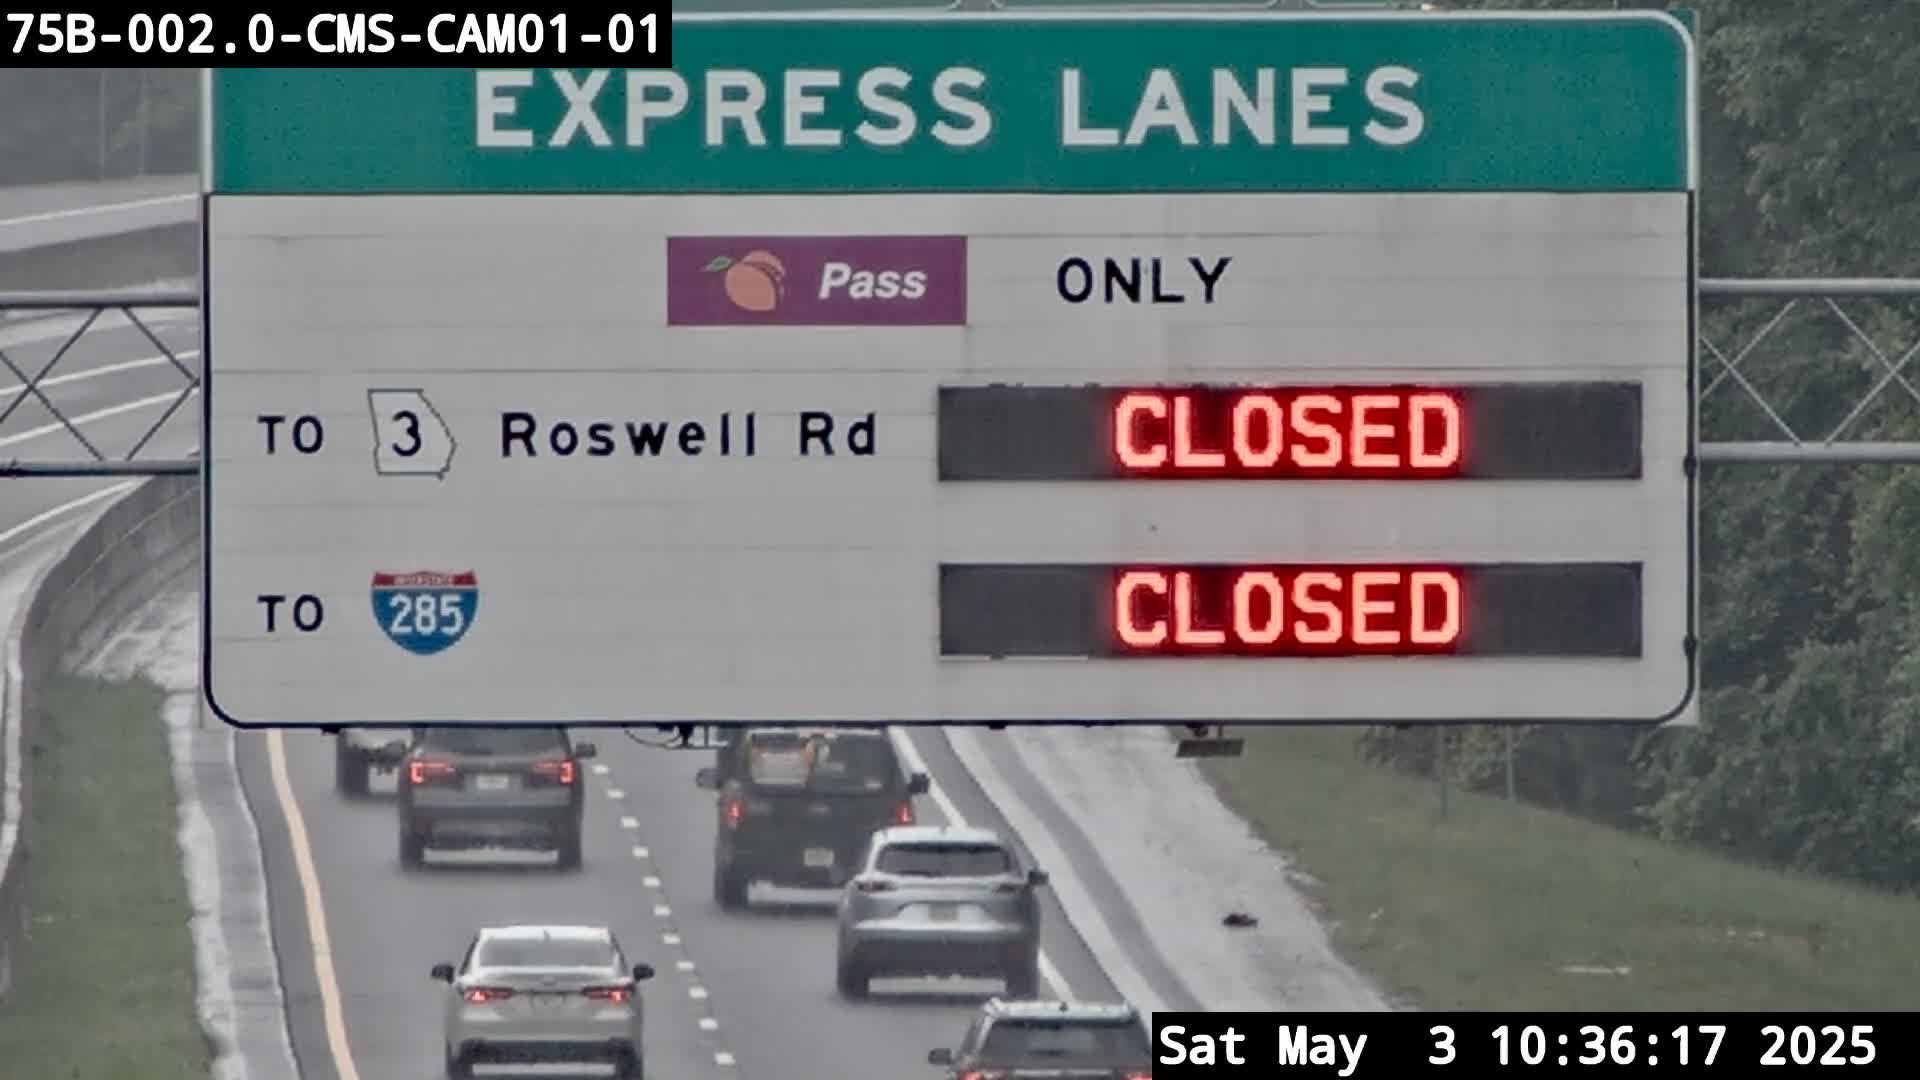 75B-002.0-CMS-CAM01-01
EXPRESS LANES
Pass ONLY
TO 3 Roswell Rd CLOSED
TO INTERSTATE 285 CLOSED
Sat May 3 10:36:17 2025